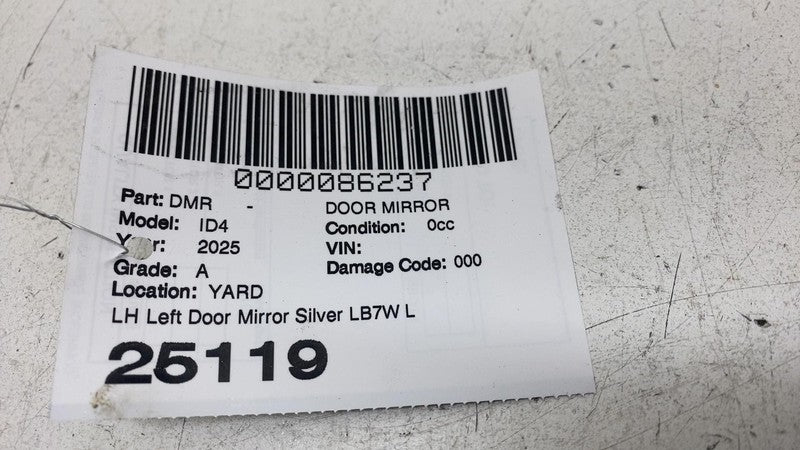 0000086237
Part: DMR - DOOR MIRROR
Model: ID4 Condition: 0cc
2025 VIN:
Grade: A Damage Code: 000
Location: YARD
LH Left Door Mirror Silver LB7W L
25119